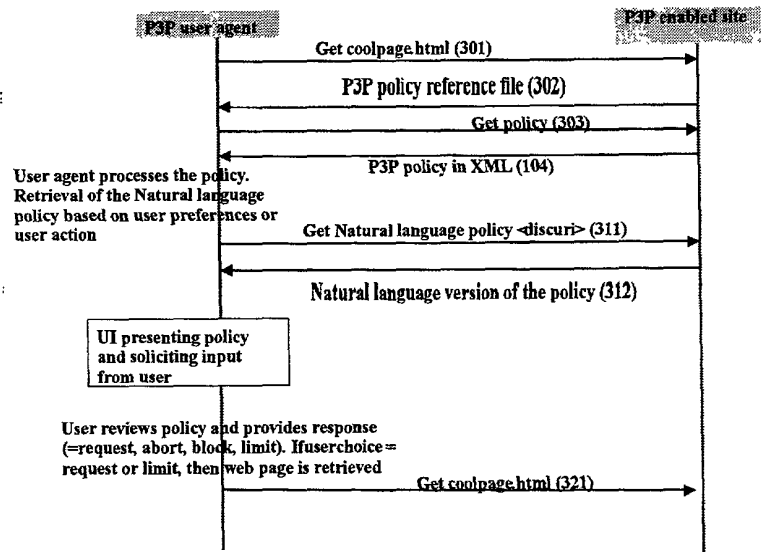 P3P user agent
P3P enabled site
Get coolpage.html (301)
P3P policy reference file (302)
Get policy (303)
P3P policy in XML (104)
User agent processes the policy.
Retrieval of the Natural language
policy based on user preferences or
user action
Get Natural language policy <discuri> (311)
Natural language version of the policy (312)
UI presenting policy
and soliciting input
from user
User reviews policy and provides response
(=request, abort, block, limit). Ifuserchoice =
request or limit, then web page is retrieved
Get coolpage.html (321)